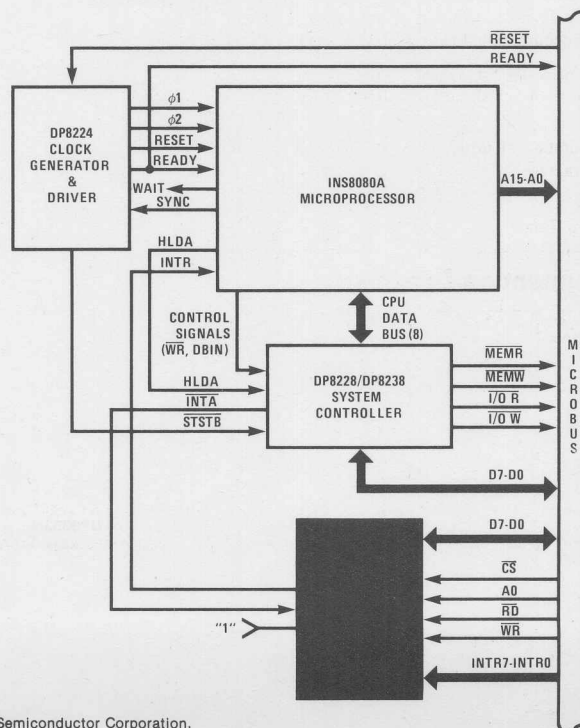 RESET
READY
DP8224
CLOCK
GENERATOR
&
DRIVER
φ1
φ2
RESET
READY
WAIT
SYNC
INS8080A
MICROPROCESSOR
A15-A0
HLDA
INTR
CONTROL
SIGNALS
(WR, DBIN)
CPU
DATA
BUS (8)
HLDA
INTA
STSTB
DP8228/DP8238
SYSTEM
CONTROLLER
MEMR
MEMW
I/O R
I/O W
D7-D0
MICROBUS
D7-D0
CS
A0
RD
WR
INTR7-INTR0
"1"
Semiconductor Corporation.